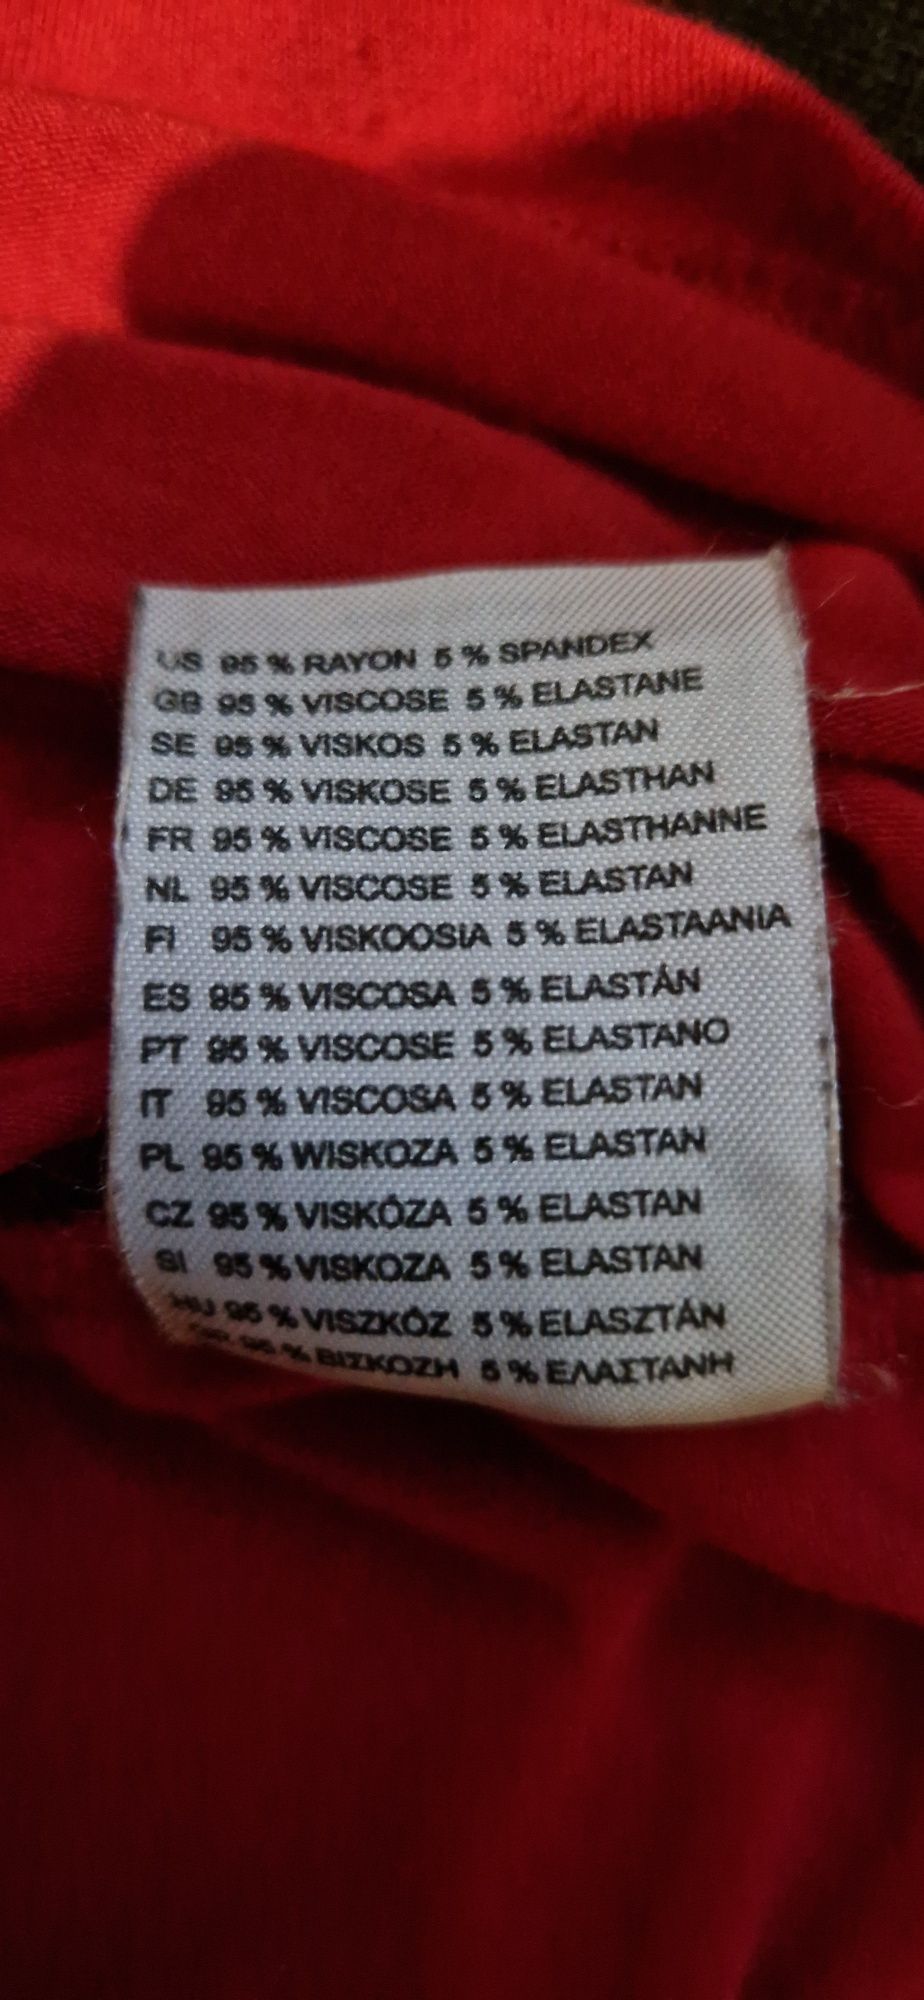 US 95 % RAYON 5 % SPANDEX
GB 95 % VISCOSE 5 % ELASTANE
SE 95 % VISKOS 5 % ELASTAN
DE 95 % VISKOSE 5 % ELASTHAN
FR 95 % VISCOSE 5 % ELASTHANNE
NL 95 % VISCOSE 5 % ELASTAN
FI 95 % VISKOOSIA 5 % ELASTAANIA
ES 95 % VISCOSA 5 % ELASTÁN
PT 95 % VISCOSE 5 % ELASTANO
IT 95 % VISCOSA 5 % ELASTAN
PL 95 % WISKOZA 5 % ELASTAN
CZ 95 % VISKÓZA 5 % ELASTAN
SI 95 % VISKOZA 5 % ELASTAN
HU 95 % VISZKÓZ 5 % ELASZTÁN
95 % ΒΙΣΚΟΖΗ 5 % ΕΛΑΣΤΑΝΗ